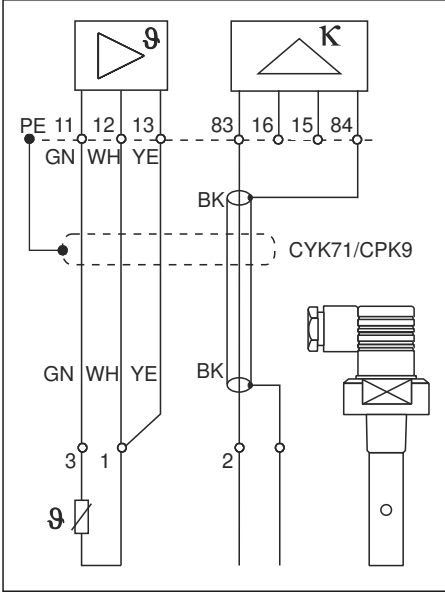 ϑ κ
PE 11 12 13 83 16 15 84
GN WH YE
BK
CYK71/CPK9
GN WH YE BK
3 1 2
ϑ